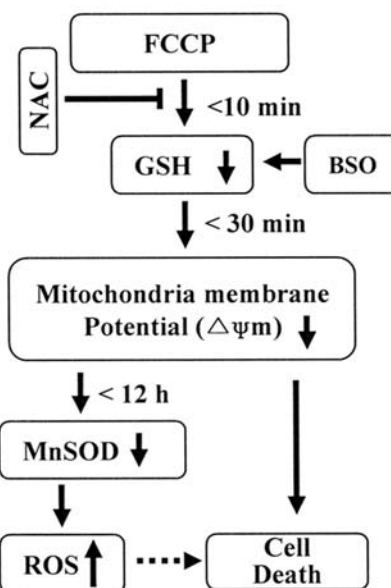 FCCP
NAC
<10 min
GSH
BSO
< 30 min
Mitochondria membrane
Potential (△ψm)
< 12 h
MnSOD
ROS
Cell
Death